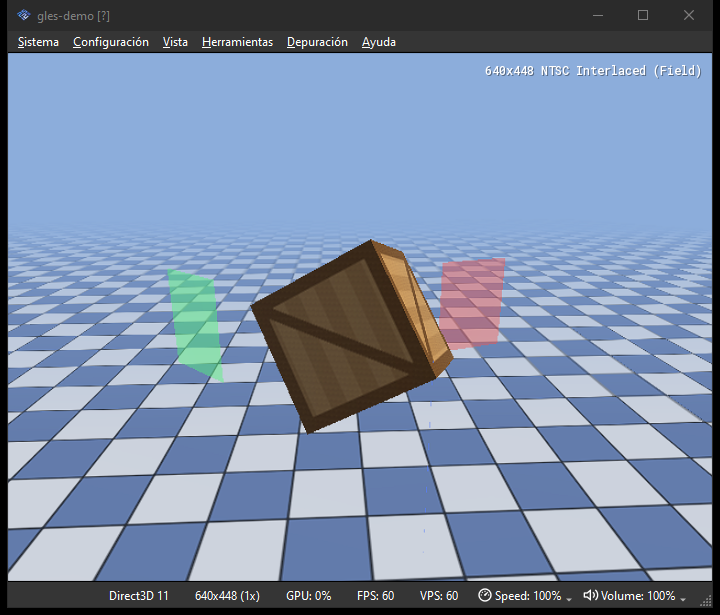 gles-demo [?]
Sistema Configuración Vista Herramientas Depuración Ayuda
640x448 NTSC Interlaced (Field)
Direct3D 11 640x448 (1x) GPU: 0% FPS: 60 VPS: 60 Speed: 100% Volume: 100%